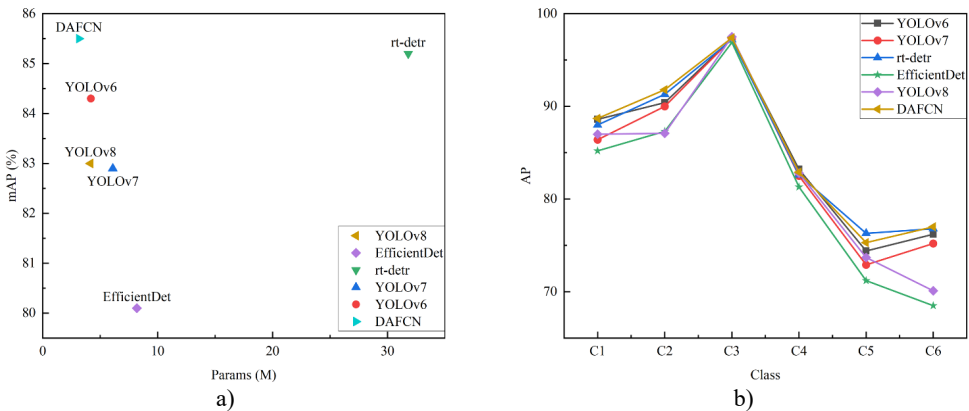 86
85
84
83
82
81
80
mAP (%)
DAFCN
rt-detr
YOLOv6
YOLOv8
YOLOv7
EfficientDet
YOLOv8
EfficientDet
rt-detr
YOLOv7
YOLOv6
DAFCN
0 10 20 30
Params (M)
a)
100
90
80
70
AP
YOLOv6
YOLOv7
rt-detr
EfficientDet
YOLOv8
DAFCN
C1 C2 C3 C4 C5 C6
Class
b)